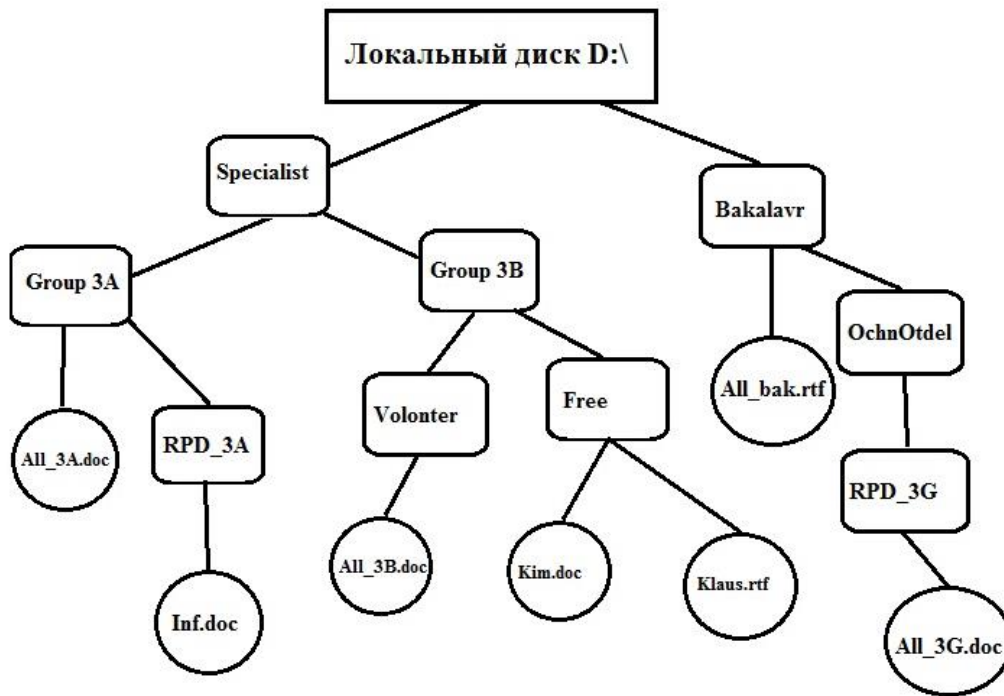 Локальный диск D:\
Specialist
Bakalavr
Group 3A
Group 3B
OchnOtdel
All_bak.rtf
Volonter
Free
RPD_3A
All_3A.doc
RPD_3G
All_3B.doc
Kim.doc
Klaus.rtf
Inf.doc
All_3G.doc